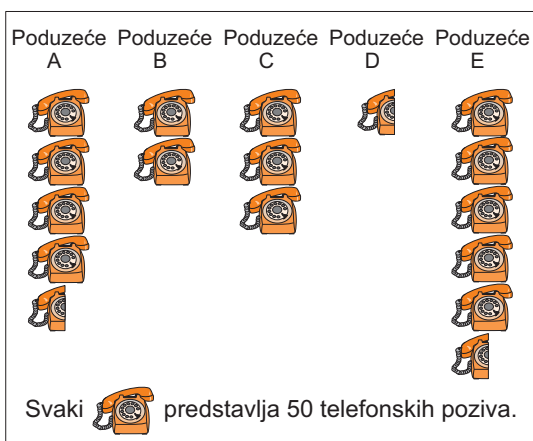 Poduzeće Poduzeće Poduzeće Poduzeće Poduzeće
A B C D E
Svaki predstavlja 50 telefonskih poziva.